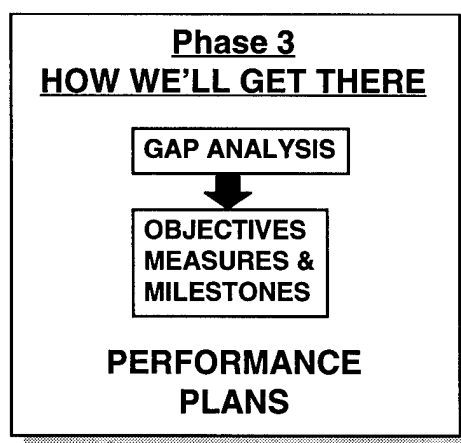 Phase 3
HOW WE'LL GET THERE
GAP ANALYSIS
OBJECTIVES
MEASURES &
MILESTONES
PERFORMANCE
PLANS